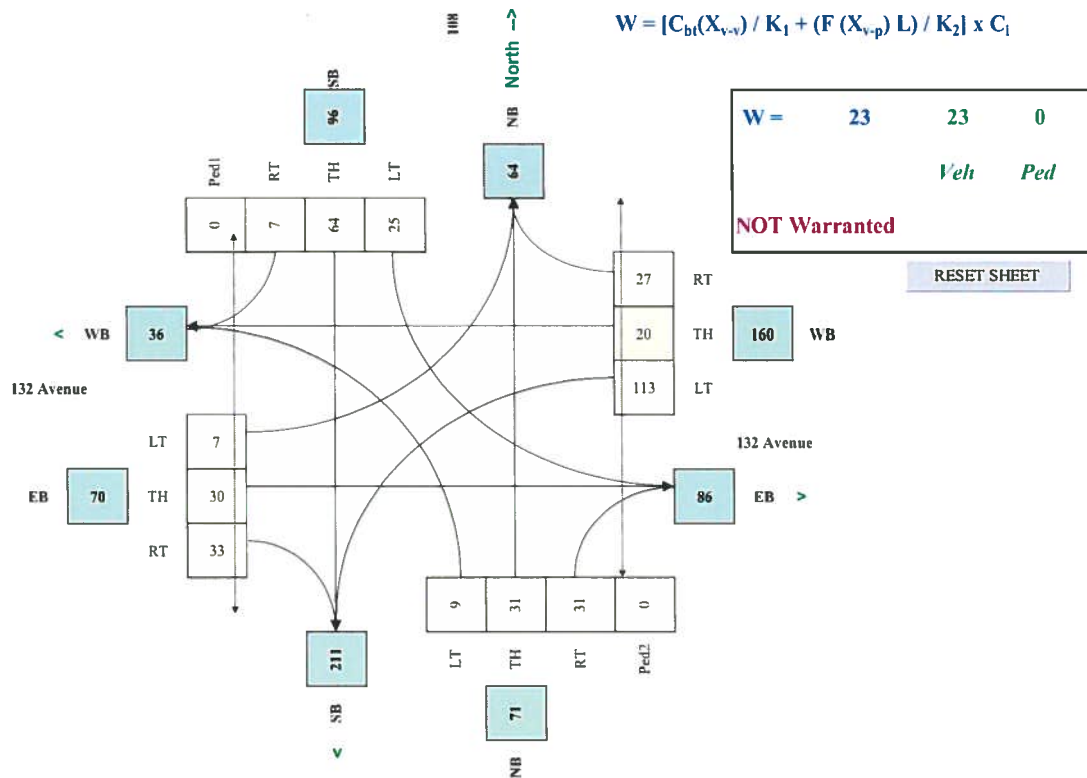 W = [Cbt(Xv-v) / K1 + (F (Xv-p) L) / K2] x Ci
108
North -->
SB
96
NB
64
W = 23 23 0
Veh Ped
NOT Warranted
RESET SHEET
Ped1 RT TH LT
0 7 64 25
27 RT
20 TH
113 LT
160 WB
< WB 36
132 Avenue
132 Avenue
LT 7
EB 70 TH 30
RT 33
86 EB >
9 31 31 0
LT TH RT Ped2
211
SB
<
71
NB